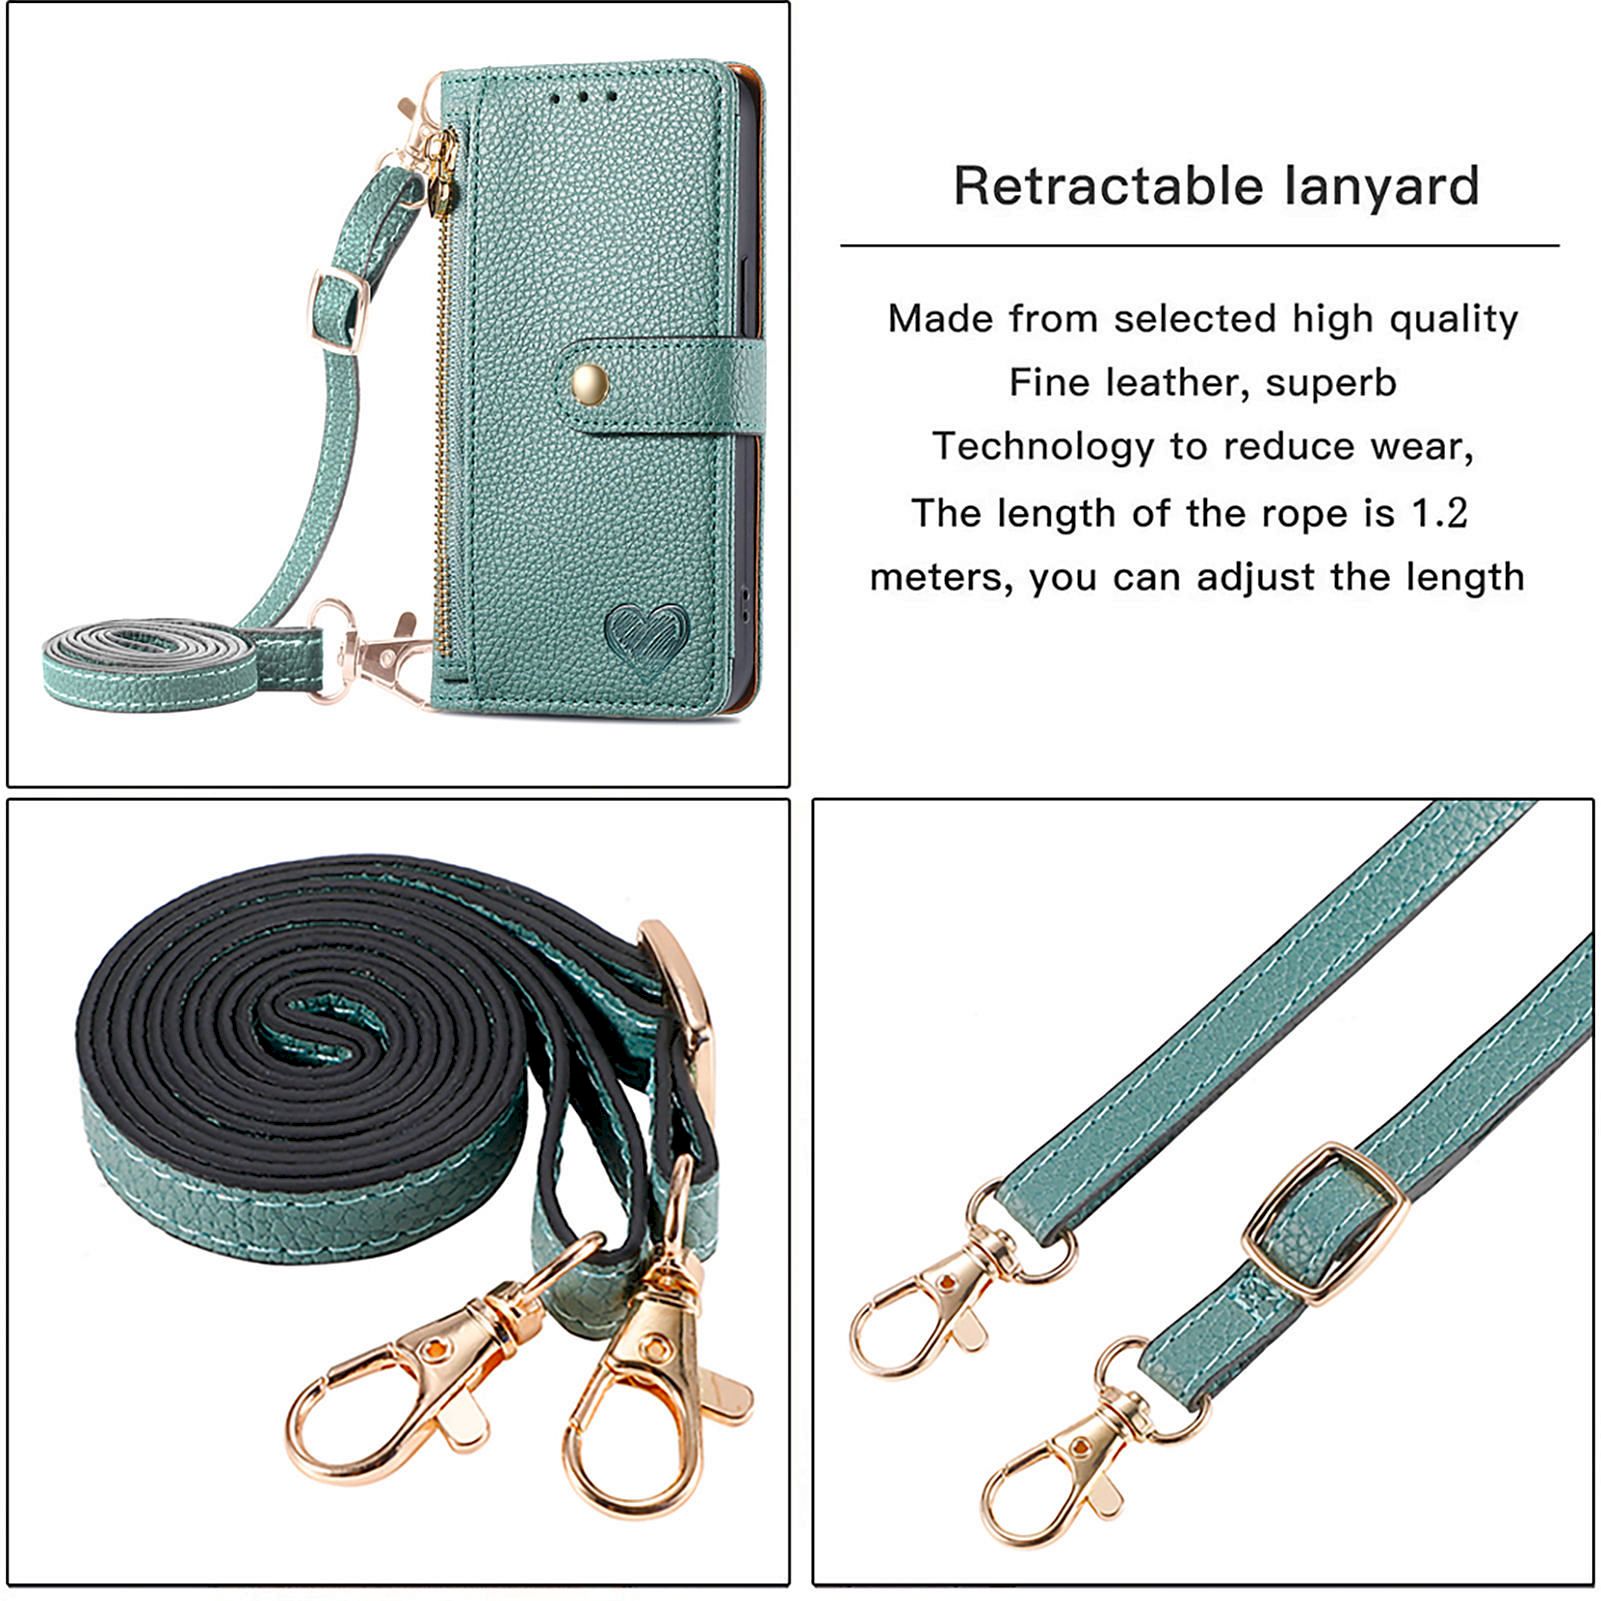 Retractable lanyard
Made from selected high quality
Fine leather, superb
Technology to reduce wear,
The length of the rope is 1.2
meters, you can adjust the length